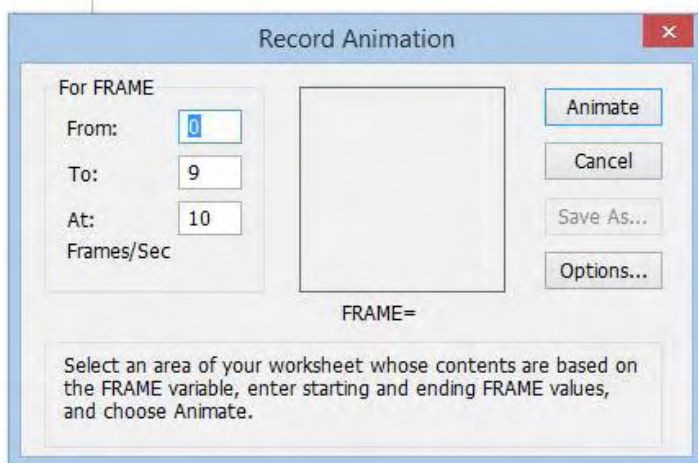 Record Animation
For FRAME
From: 0
To: 9
At: 10
Frames/Sec
FRAME=
Animate
Cancel
Save As...
Options...
Select an area of your worksheet whose contents are based on
the FRAME variable, enter starting and ending FRAME values,
and choose Animate.